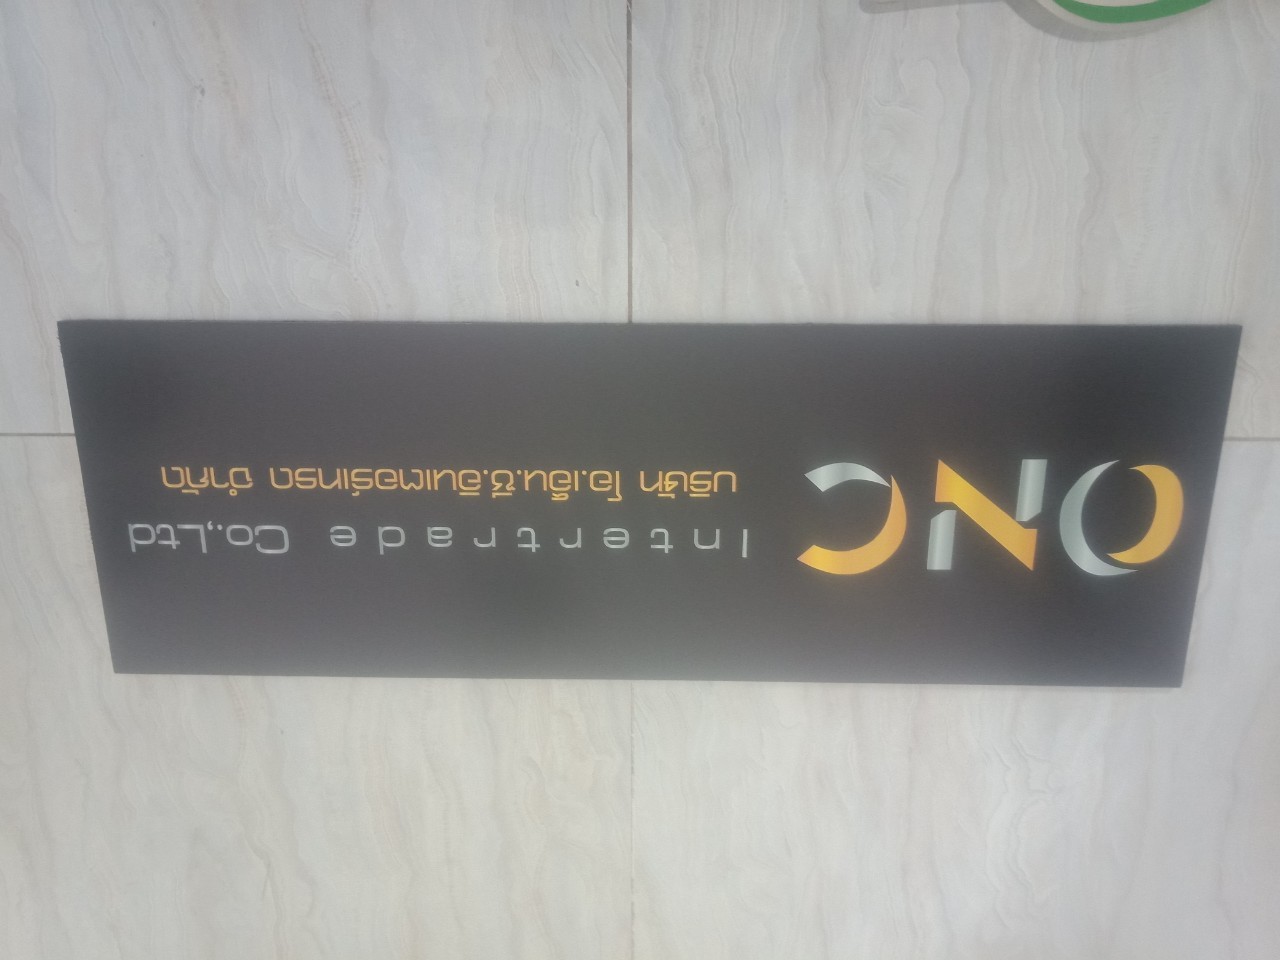 ONC
Intertrade Co.,Ltd
บริษัท โอ.เอ็น.ซี.อินเตอร์เทรด จำกัด